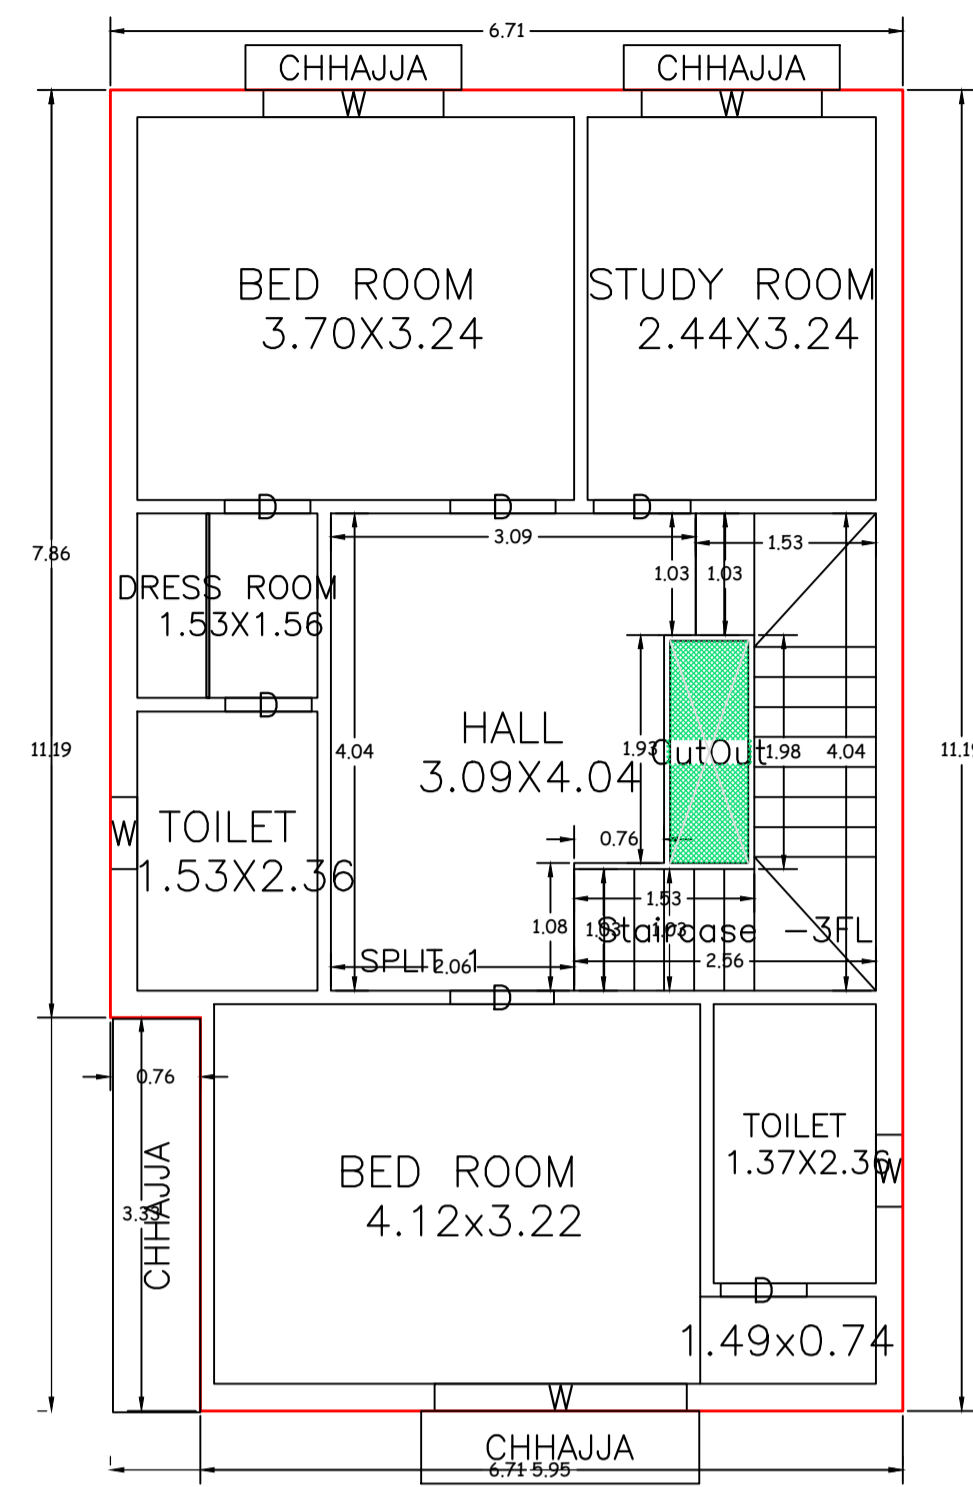 6.71
CHHAJJA
CHHAJJA
W
W
BED ROOM
3.70X3.24
STUDY ROOM
2.44X3.24
D
D
D
3.09
1.53
7.86
1.03
1.03
DRESS ROOM
1.53X1.56
D
HALL
3.09X4.04
11.19
4.04
1.93
CutOut
1.98
4.04
11.19
W
TOILET
1.53X2.36
0.76
1.53
1.08
1.03
1.03
Staircase -3FL
SPLIT 1
2.06
2.56
D
0.76
BED ROOM
4.12x3.22
TOILET
1.37X2.36
W
CHHAJJA
3.33
D
1.49x0.74
W
CHHAJJA
6.71
5.95